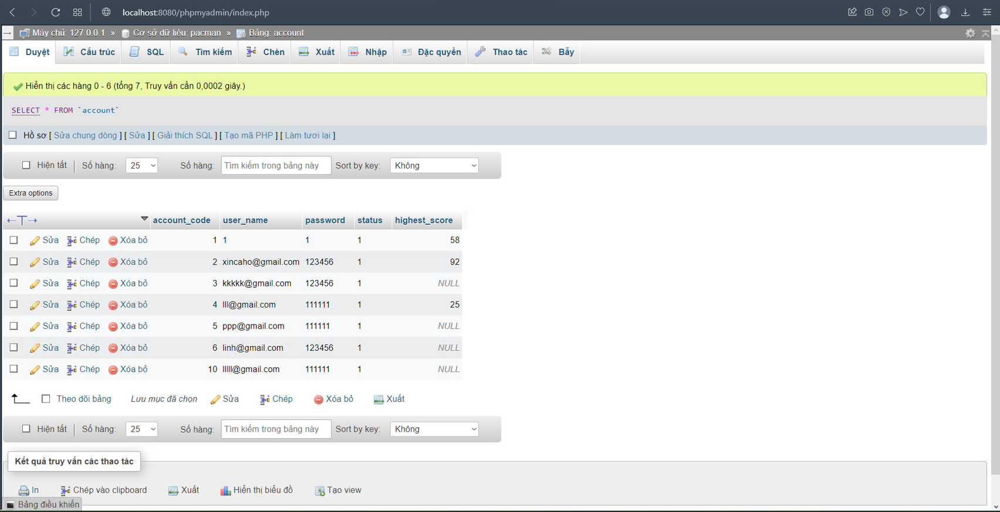 localhost:8080/phpmyadmin/index.php
Máy chủ: 127.0.0.1 » Cơ sở dữ liệu: pacman » Bảng: account
Duyệt Cấu trúc SQL Tìm kiếm Chèn Xuất Nhập Đặc quyền Thao tác Bẫy
Hiển thị các hàng 0 - 6 (tổng 7, Truy vấn cần 0,0002 giây.)
SELECT * FROM `account`
Hồ sơ [ Sửa chung dòng ] [ Sửa ] [ Giải thích SQL ] [ Tạo mã PHP ] [ Làm tươi lại ]
Hiện tất | Số hàng: 25 Số hàng: Tìm kiếm trong bảng này Sort by key: Không
Extra options
←T→ account_code user_name password status highest_score
Sửa Chép Xóa bỏ 1 1 1 1 58
Sửa Chép Xóa bỏ 2 xincaho@gmail.com 123456 1 92
Sửa Chép Xóa bỏ 3 kkkkk@gmail.com 123456 1 NULL
Sửa Chép Xóa bỏ 4 lll@gmail.com 111111 1 25
Sửa Chép Xóa bỏ 5 ppp@gmail.com 111111 1 NULL
Sửa Chép Xóa bỏ 6 linh@gmail.com 123456 1 NULL
Sửa Chép Xóa bỏ 10 lllll@gmail.com 111111 1 NULL
Theo dõi bảng Lưu mục đã chọn Sửa Chép Xóa bỏ Xuất
Hiện tất | Số hàng: 25 Số hàng: Tìm kiếm trong bảng này Sort by key: Không
Kết quả truy vấn các thao tác
In Chép vào clipboard Xuất Hiển thị biểu đồ Tạo view
Bảng điều khiển